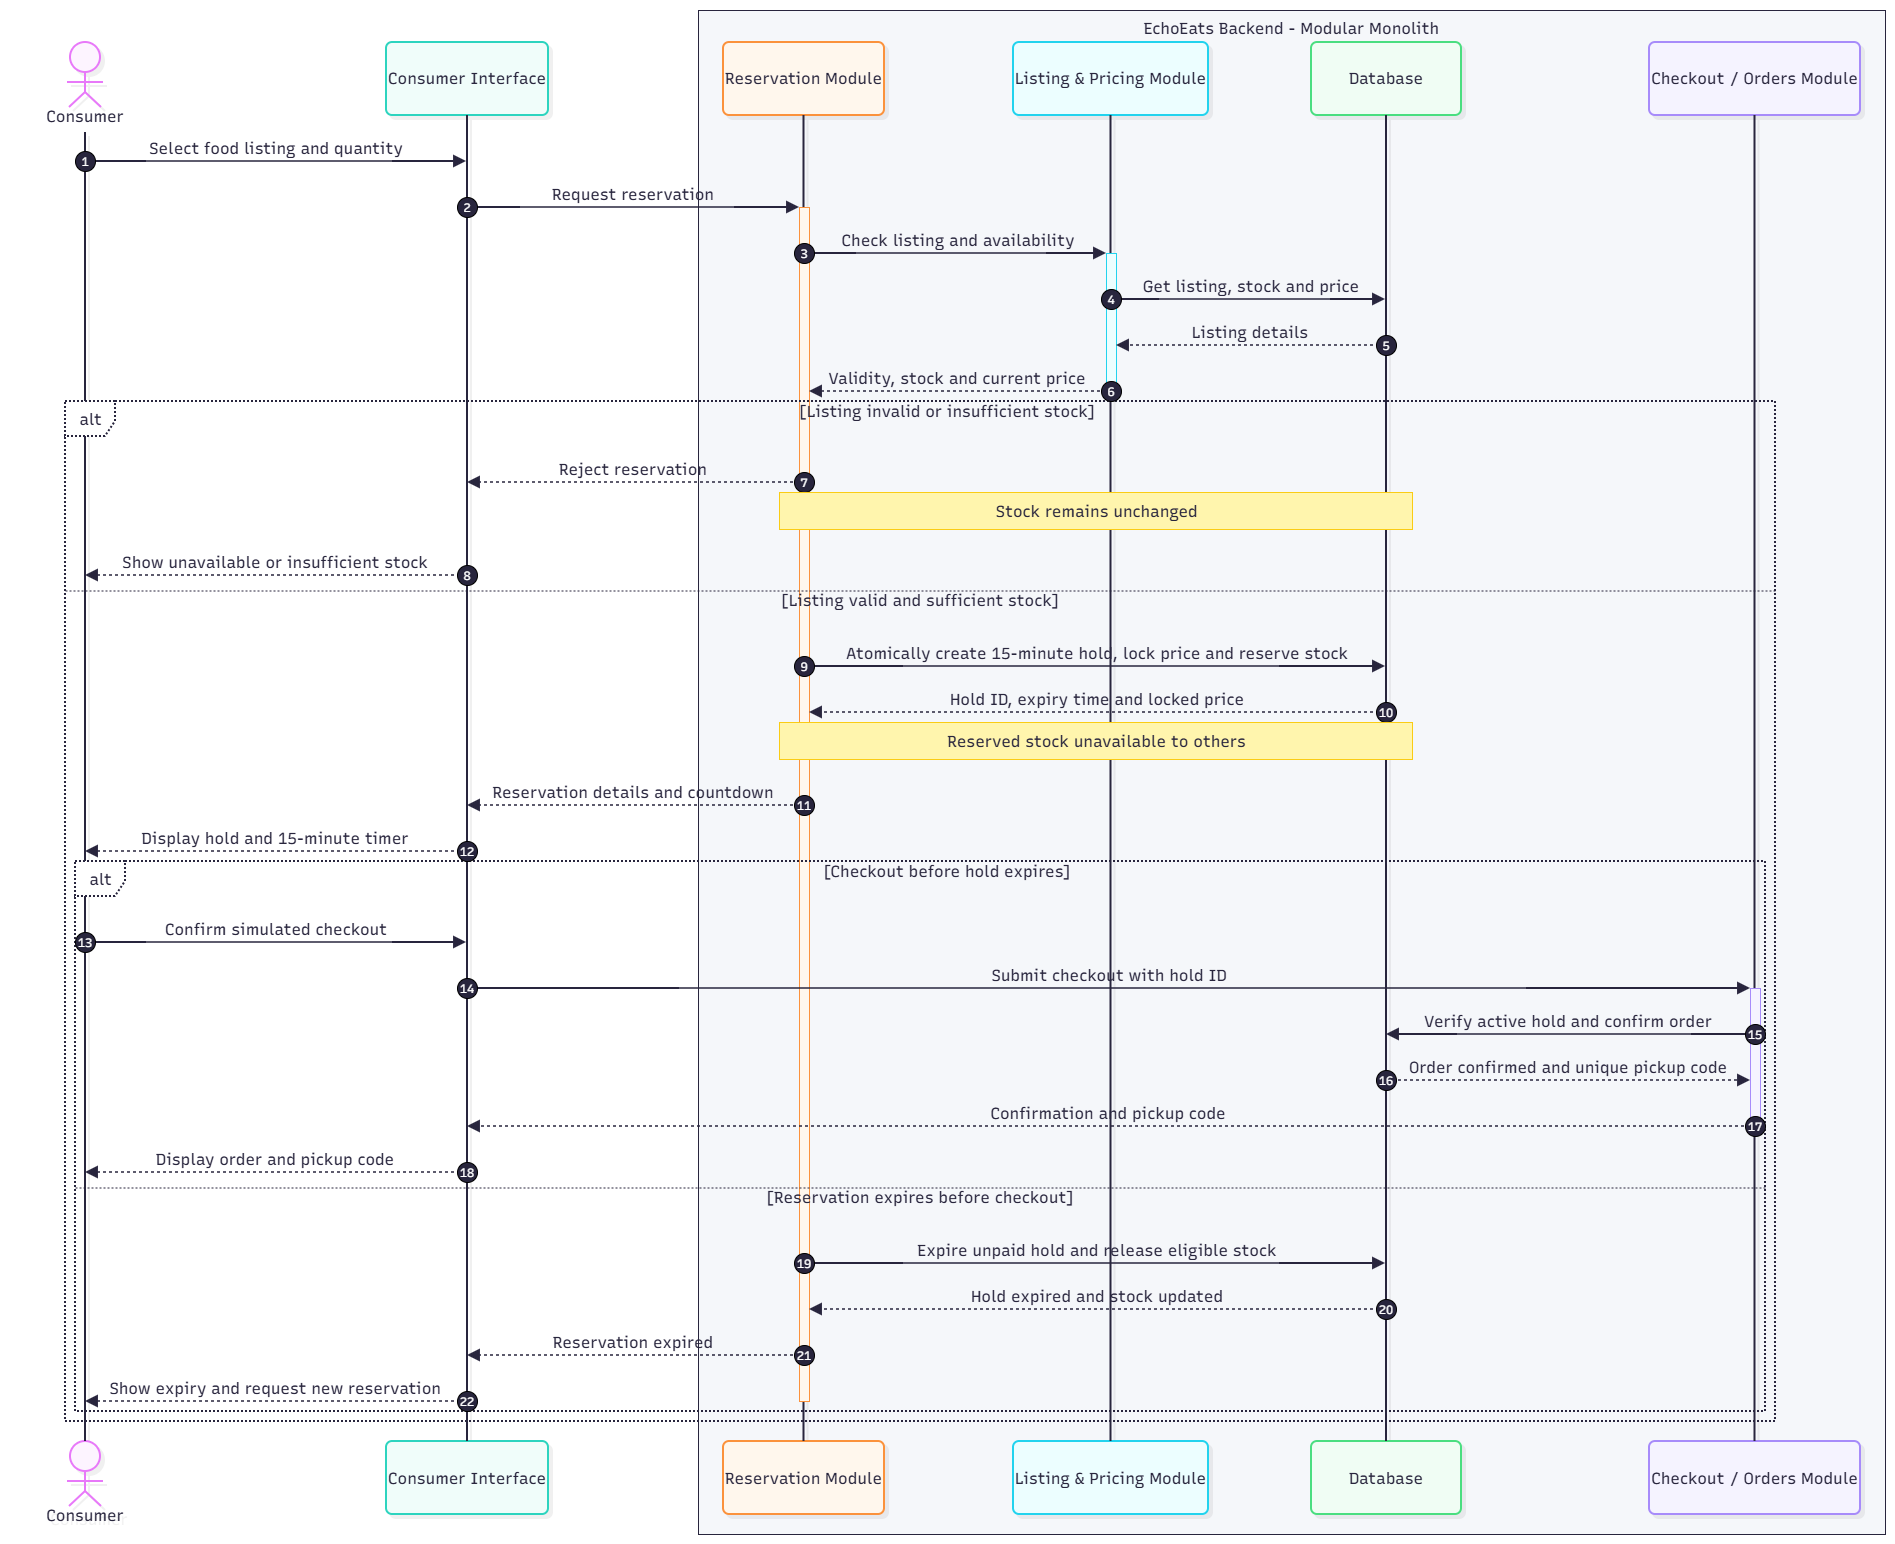 EchoEats Backend - Modular Monolith
Consumer
Consumer Interface
Reservation Module
Listing & Pricing Module
Database
Checkout / Orders Module
1
Select food listing and quantity
2
Request reservation
3
Check listing and availability
4
Get listing, stock and price
5
Listing details
6
Validity, stock and current price
alt
[Listing invalid or insufficient stock]
7
Reject reservation
Stock remains unchanged
8
Show unavailable or insufficient stock
[Listing valid and sufficient stock]
9
Atomically create 15-minute hold, lock price and reserve stock
10
Hold ID, expiry time and locked price
Reserved stock unavailable to others
11
Reservation details and countdown
12
Display hold and 15-minute timer
alt
[Checkout before hold expires]
13
Confirm simulated checkout
14
Submit checkout with hold ID
15
Verify active hold and confirm order
16
Order confirmed and unique pickup code
17
Confirmation and pickup code
18
Display order and pickup code
[Reservation expires before checkout]
19
Expire unpaid hold and release eligible stock
20
Hold expired and stock updated
21
Reservation expired
22
Show expiry and request new reservation
Consumer
Consumer Interface
Reservation Module
Listing & Pricing Module
Database
Checkout / Orders Module